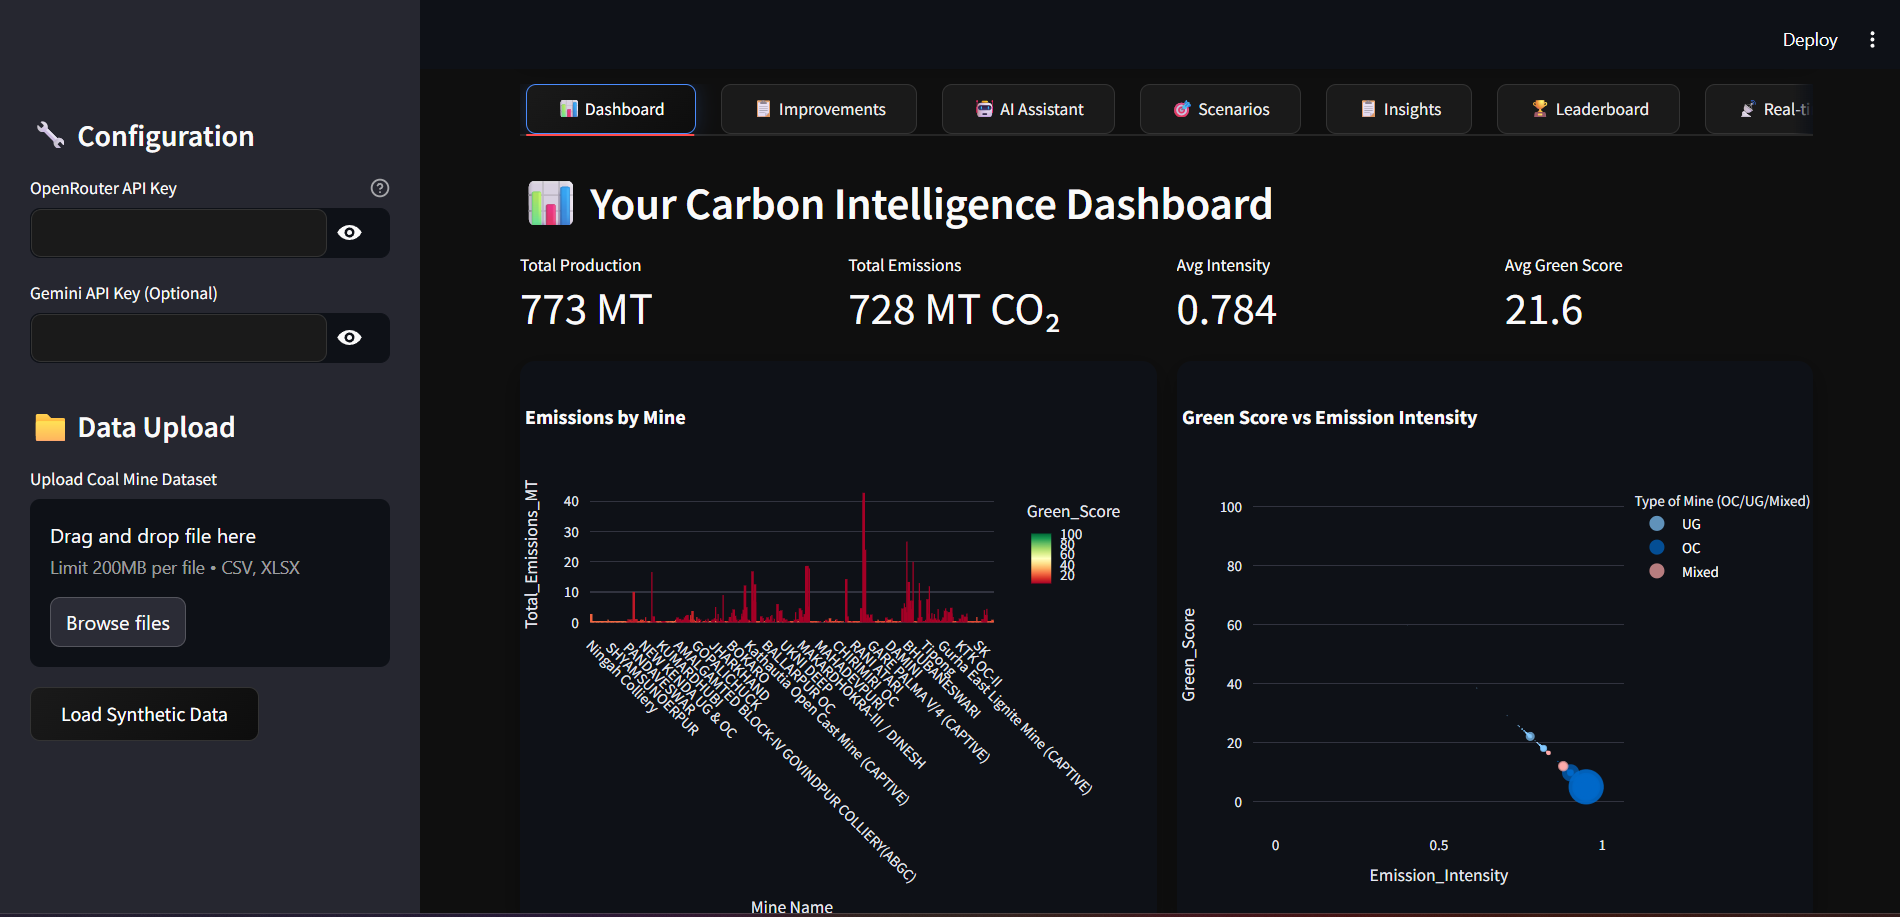 Deploy
Configuration
OpenRouter API Key
Gemini API Key (Optional)
Data Upload
Upload Coal Mine Dataset
Drag and drop file here
Limit 200MB per file • CSV, XLSX
Browse files
Load Synthetic Data
Dashboard
Improvements
AI Assistant
Scenarios
Insights
Leaderboard
Real-ti
Your Carbon Intelligence Dashboard
Total Production
773 MT
Total Emissions
728 MT CO₂
Avg Intensity
0.784
Avg Green Score
21.6
Emissions by Mine
Total_Emissions_MT
40
30
20
10
0
Ningah Colliery
SHYAMSUNDERPUR
PANDAVESWAR
NEW KENDA UG & OC
KUMARDHUBI
AMALGAMTED BLOCK-IV GOVINDPUR COLLIERY(ABGC)
GOPALICHUCK
JHARKHAND
BOKARO
Kathautia Open Cast Mine (CAPTIVE)
BALLARPUR OC
UKNI DEEP
MAKARDHOKRA-III / DINESH
MAHADEVPURI
CHIRIMIRI OC
RANI ATARI
GARE PALMA V/4 (CAPTIVE)
DAMINI
BHUBANESWARI
Tipong
Gurha East Lignite Mine (CAPTIVE)
KTK OC-II
SK
Mine Name
Green_Score
100
80
60
40
20
Green Score vs Emission Intensity
Green_Score
100
80
60
40
20
0
0
0.5
1
Emission_Intensity
Type of Mine (OC/UG/Mixed)
UG
OC
Mixed